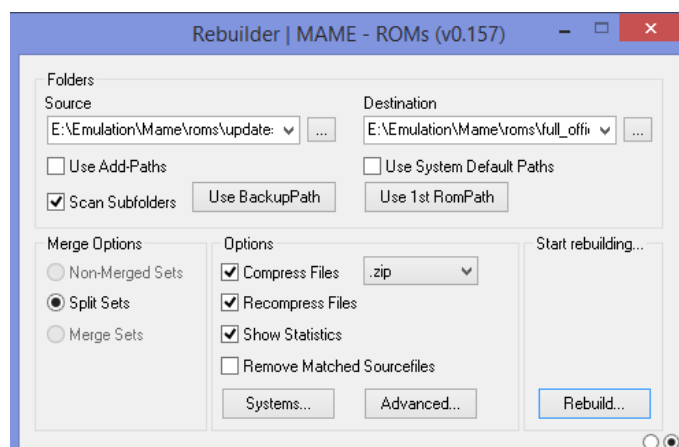 Rebuilder | MAME - ROMs (v0.157)
Folders
Source
Destination
E:\Emulation\Mame\roms\update:
...
E:\Emulation\Mame\roms\full_offi
...
Use Add-Paths
Use System Default Paths
Scan Subfolders
Use BackupPath
Use 1st RomPath
Merge Options
Non-Merged Sets
Split Sets
Merge Sets
Options
Compress Files
.zip
Recompress Files
Show Statistics
Remove Matched Sourcefiles
Systems...
Advanced...
Start rebuilding...
Rebuild...